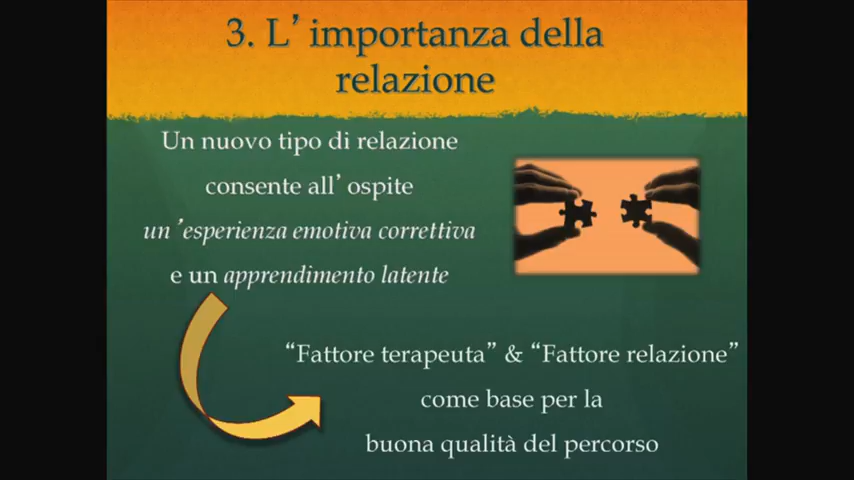 3. L’ importanza della
relazione
Un nuovo tipo di relazione
consente all’ ospite
un ’esperienza emotiva correttiva
e un apprendimento latente
“Fattore terapeuta” & “Fattore relazione”
come base per la
buona qualità del percorso